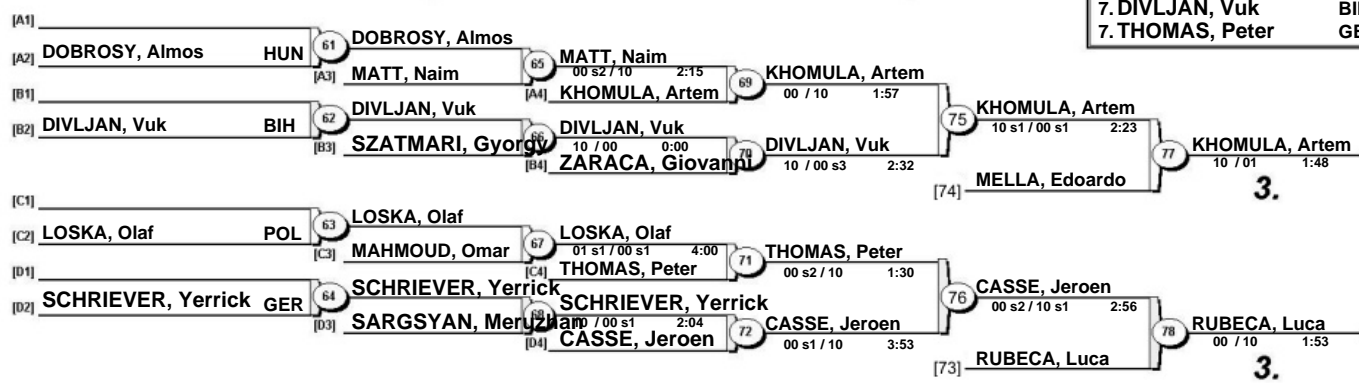 7. DIVLJAN, Vuk BIH
7. THOMAS, Peter
[A1]
[A2] DOBROSY, Almos HUN
61 DOBROSY, Almos
[A3] MATT, Naim
65 MATT, Naim
00 s2 / 10 2:15
[A4] KHOMULA, Artem
69 KHOMULA, Artem
00 / 10 1:57
[B1]
[B2] DIVLJAN, Vuk BIH
62 DIVLJAN, Vuk
[B3] SZATMARI, Gyorgy
66 DIVLJAN, Vuk
10 / 00 0:00
[B4] ZARACA, Giovanni
70 DIVLJAN, Vuk
10 / 00 s3 2:32
75 KHOMULA, Artem
10 s1 / 00 s1 2:23
[74] MELLA, Edoardo
77 KHOMULA, Artem
10 / 01 1:48
3.
[C1]
[C2] LOSKA, Olaf POL
63 LOSKA, Olaf
[C3] MAHMOUD, Omar
67 LOSKA, Olaf
01 s1 / 00 s1 4:00
[C4] THOMAS, Peter
71 THOMAS, Peter
00 s2 / 10 1:30
[D1]
[D2] SCHRIEVER, Yerrick GER
64 SCHRIEVER, Yerrick
[D3] SARGSYAN, Meruzhan
68 SCHRIEVER, Yerrick
/ 00 s1 2:04
[D4] CASSE, Jeroen
72 CASSE, Jeroen
00 s1 / 10 3:53
76 CASSE, Jeroen
00 s2 / 10 s1 2:56
[73] RUBECA, Luca
78 RUBECA, Luca
00 / 10 1:53
3.